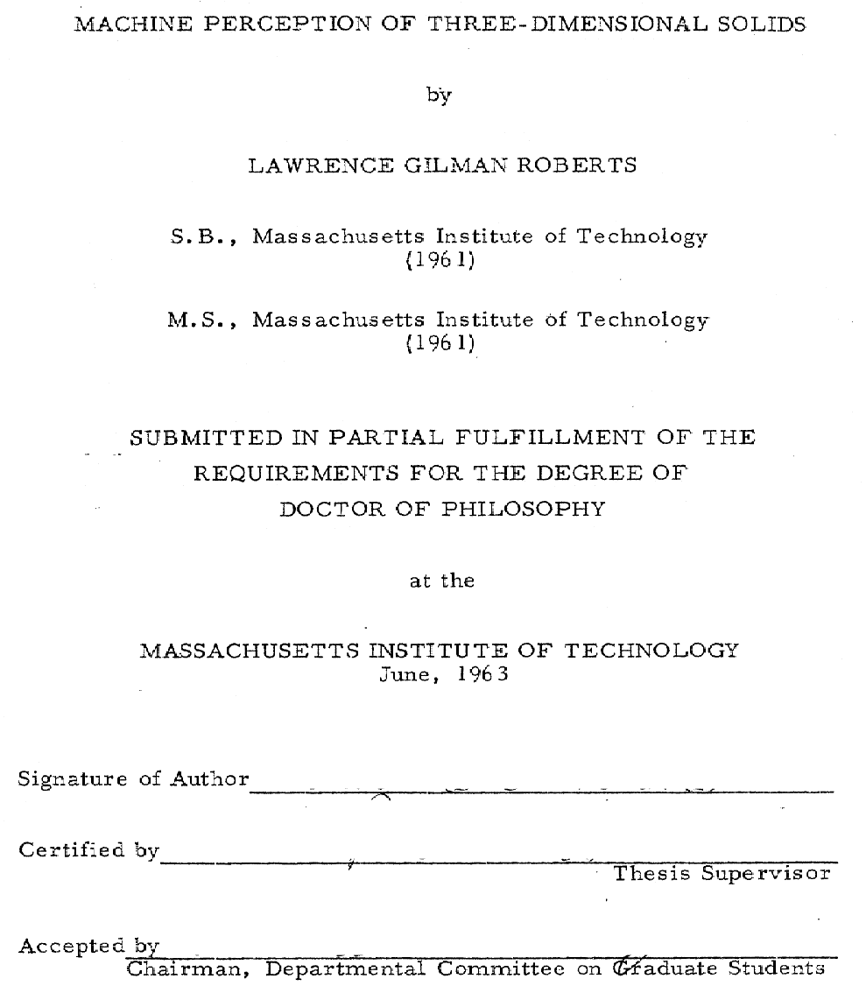 MACHINE PERCEPTION OF THREE-DIMENSIONAL SOLIDS
by
LAWRENCE GILMAN ROBERTS
S.B., Massachusetts Institute of Technology
(1961)
M.S., Massachusetts Institute of Technology
(1961)
SUBMITTED IN PARTIAL FULFILLMENT OF THE
REQUIREMENTS FOR THE DEGREE OF
DOCTOR OF PHILOSOPHY
at the
MASSACHUSETTS INSTITUTE OF TECHNOLOGY
June, 1963
Signature of Author
Certified by
Thesis Supervisor
Accepted by
Chairman, Departmental Committee on Graduate Students